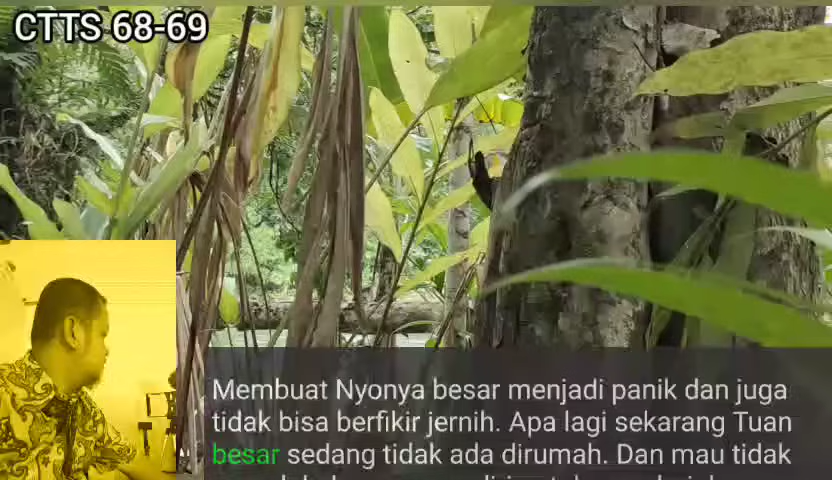 CTTS 68-69
Membuat Nyonya besar menjadi panik dan juga
tidak bisa berfikir jernih. Apa lagi sekarang Tuan
besar sedang tidak ada dirumah. Dan mau tidak